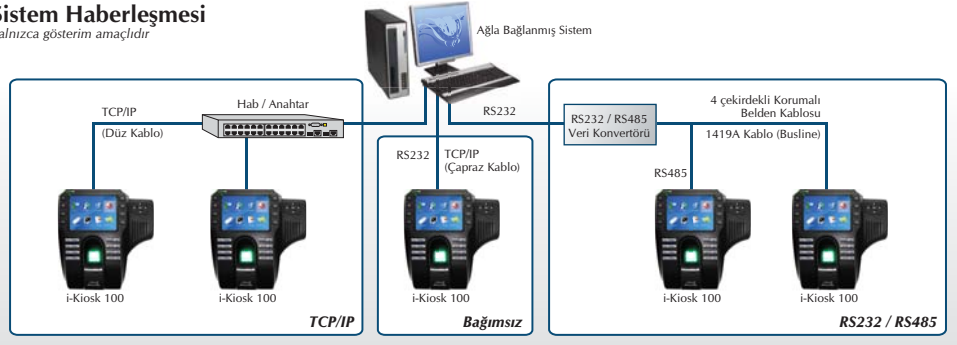 Sistem Haberleşmesi
alnızca gösterim amaçlıdır
Ağla Bağlanmış Sistem
TCP/IP
(Düz Kablo)
Hab / Anahtar
i-Kiosk 100
i-Kiosk 100
TCP/IP
RS232
TCP/IP
(Çapraz Kablo)
i-Kiosk 100
Bağımsız
RS232
RS232 / RS485
Veri Konvertörü
4 çekirdekli Korumalı
Belden Kablosu
1419A Kablo (Busline)
RS485
i-Kiosk 100
i-Kiosk 100
RS232 / RS485